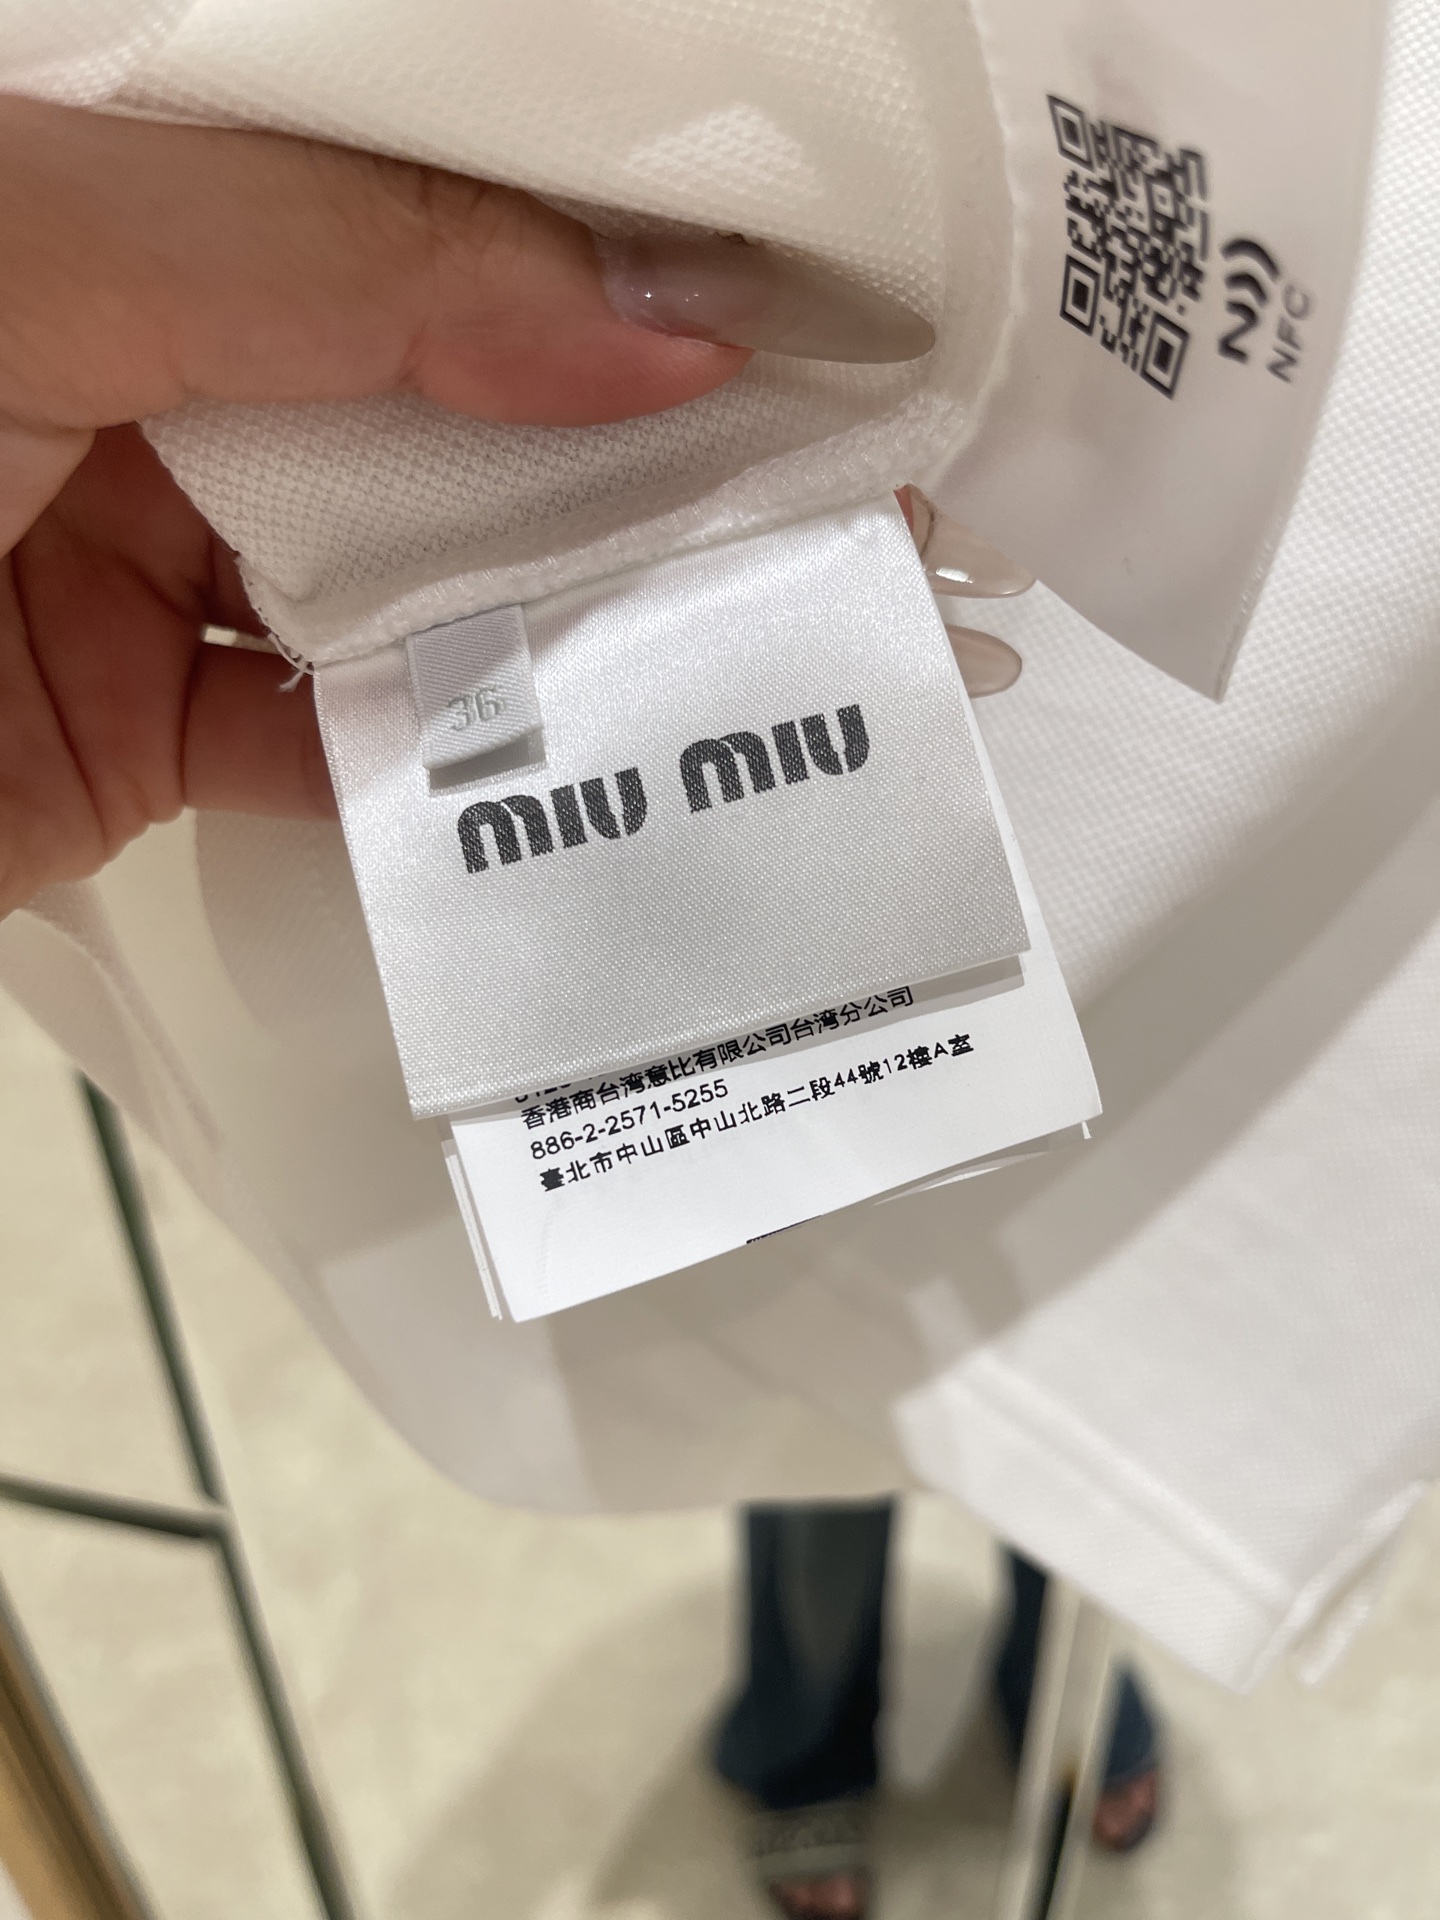 NFC
36
MIU MIU
香港商台湾意比有限公司台湾分公司
886-2-2571-5255
臺北市中山區中山北路二段44號12樓A室